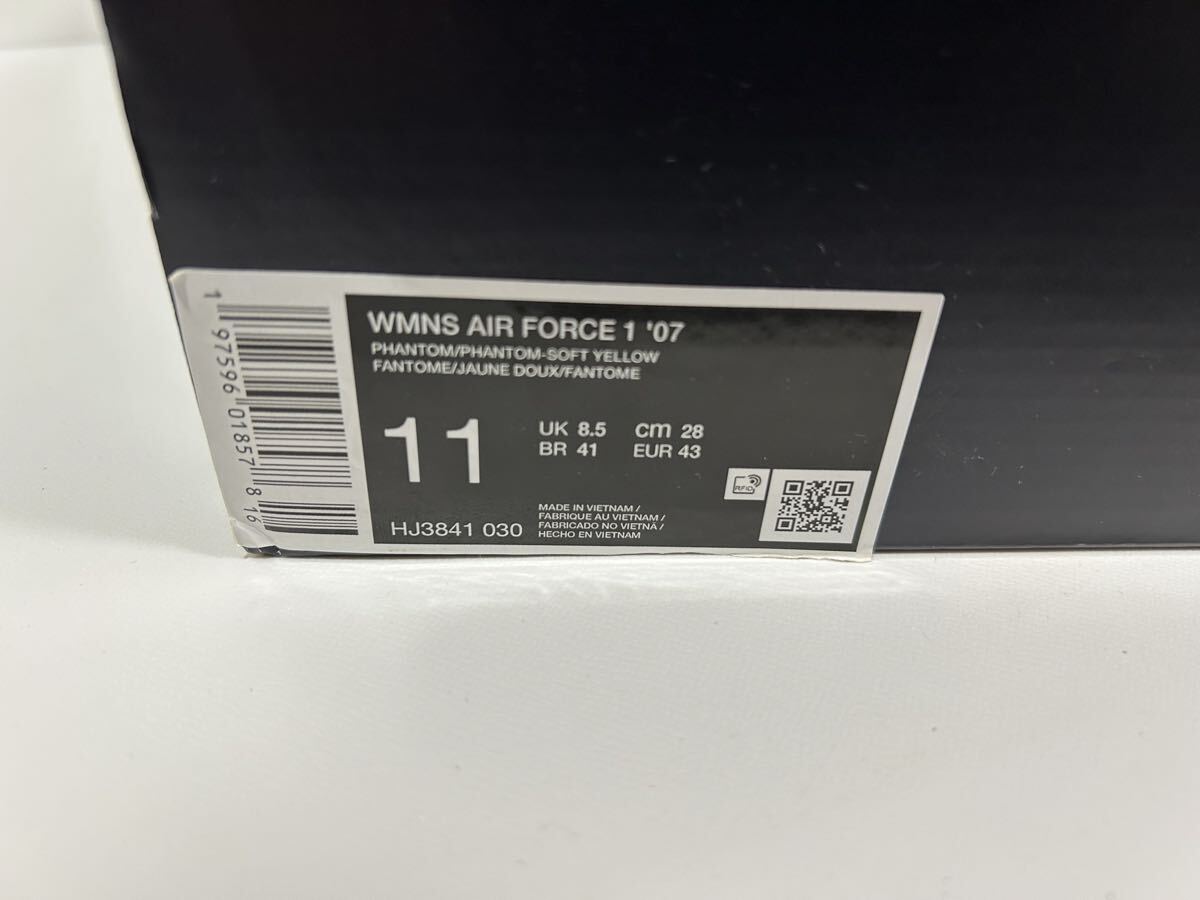 WMNS AIR FORCE 1 '07
PHANTOM/PHANTOM-SOFT YELLOW
FANTOME/JAUNE DOUX/FANTOME
11
UK 8.5 cm 28
BR 41 EUR 43
HJ3841 030
MADE IN VIETNAM /
FABRIQUE AU VIETNAM /
FABRICADO NO VIETNÃ /
HECHO EN VIETNAM
RFID
1 97596 01857 8 16